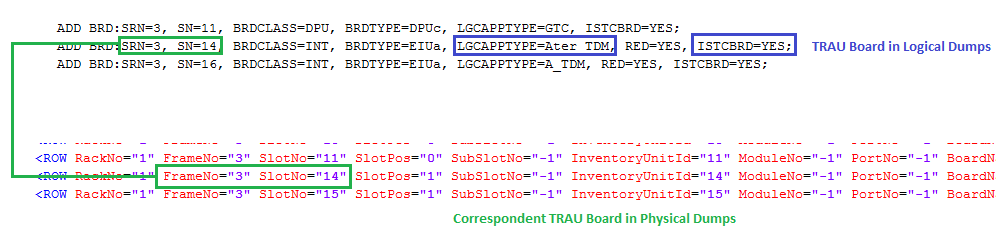 ADD BRD:SRN=3, SN=11, BRDCLASS=DPU, BRDTYPE=DPUc, LGCAPPTYPE=GTC, ISTCBRD=YES;
ADD BRD:SRN=3, SN=14, BRDCLASS=INT, BRDTYPE=EIUa, LGCAPPTYPE=Ater_TDM, RED=YES, ISTCBRD=YES; TRAU Board in Logical Dumps
ADD BRD:SRN=3, SN=16, BRDCLASS=INT, BRDTYPE=EIUa, LGCAPPTYPE=A_TDM, RED=YES, ISTCBRD=YES;
<ROW RackNo="1" FrameNo="3" SlotNo="11" SlotPos="0" SubSlotNo="-1" InventoryUnitId="11" ModuleNo="-1" PortNo="-1" BoardN
<ROW RackNo="1" FrameNo="3" SlotNo="14" SlotPos="1" SubSlotNo="-1" InventoryUnitId="14" ModuleNo="-1" PortNo="-1" BoardN
<ROW RackNo="1" FrameNo="3" SlotNo="15" SlotPos="1" SubSlotNo="-1" InventoryUnitId="15" ModuleNo="-1" PortNo="-1" BoardN
Correspondent TRAU Board in Physical Dumps